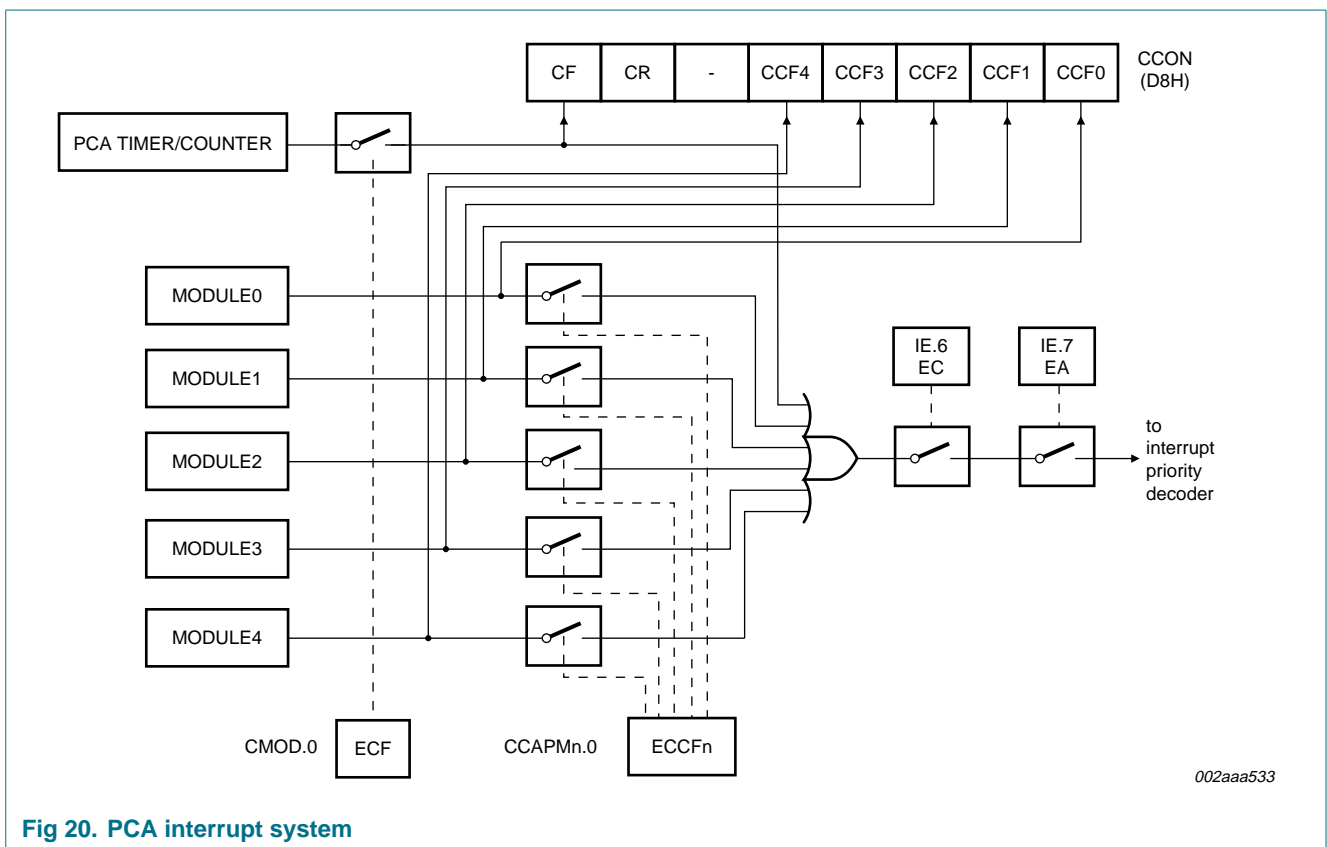 CF CR - CCF4 CCF3 CCF2 CCF1 CCF0
CCON
(D8H)
PCA TIMER/COUNTER
MODULE0
MODULE1
MODULE2
MODULE3
MODULE4
IE.6
EC
IE.7
EA
to
interrupt
priority
decoder
CMOD.0
ECF
CCAPMn.0
ECCFn
002aaa533
Fig 20. PCA interrupt system